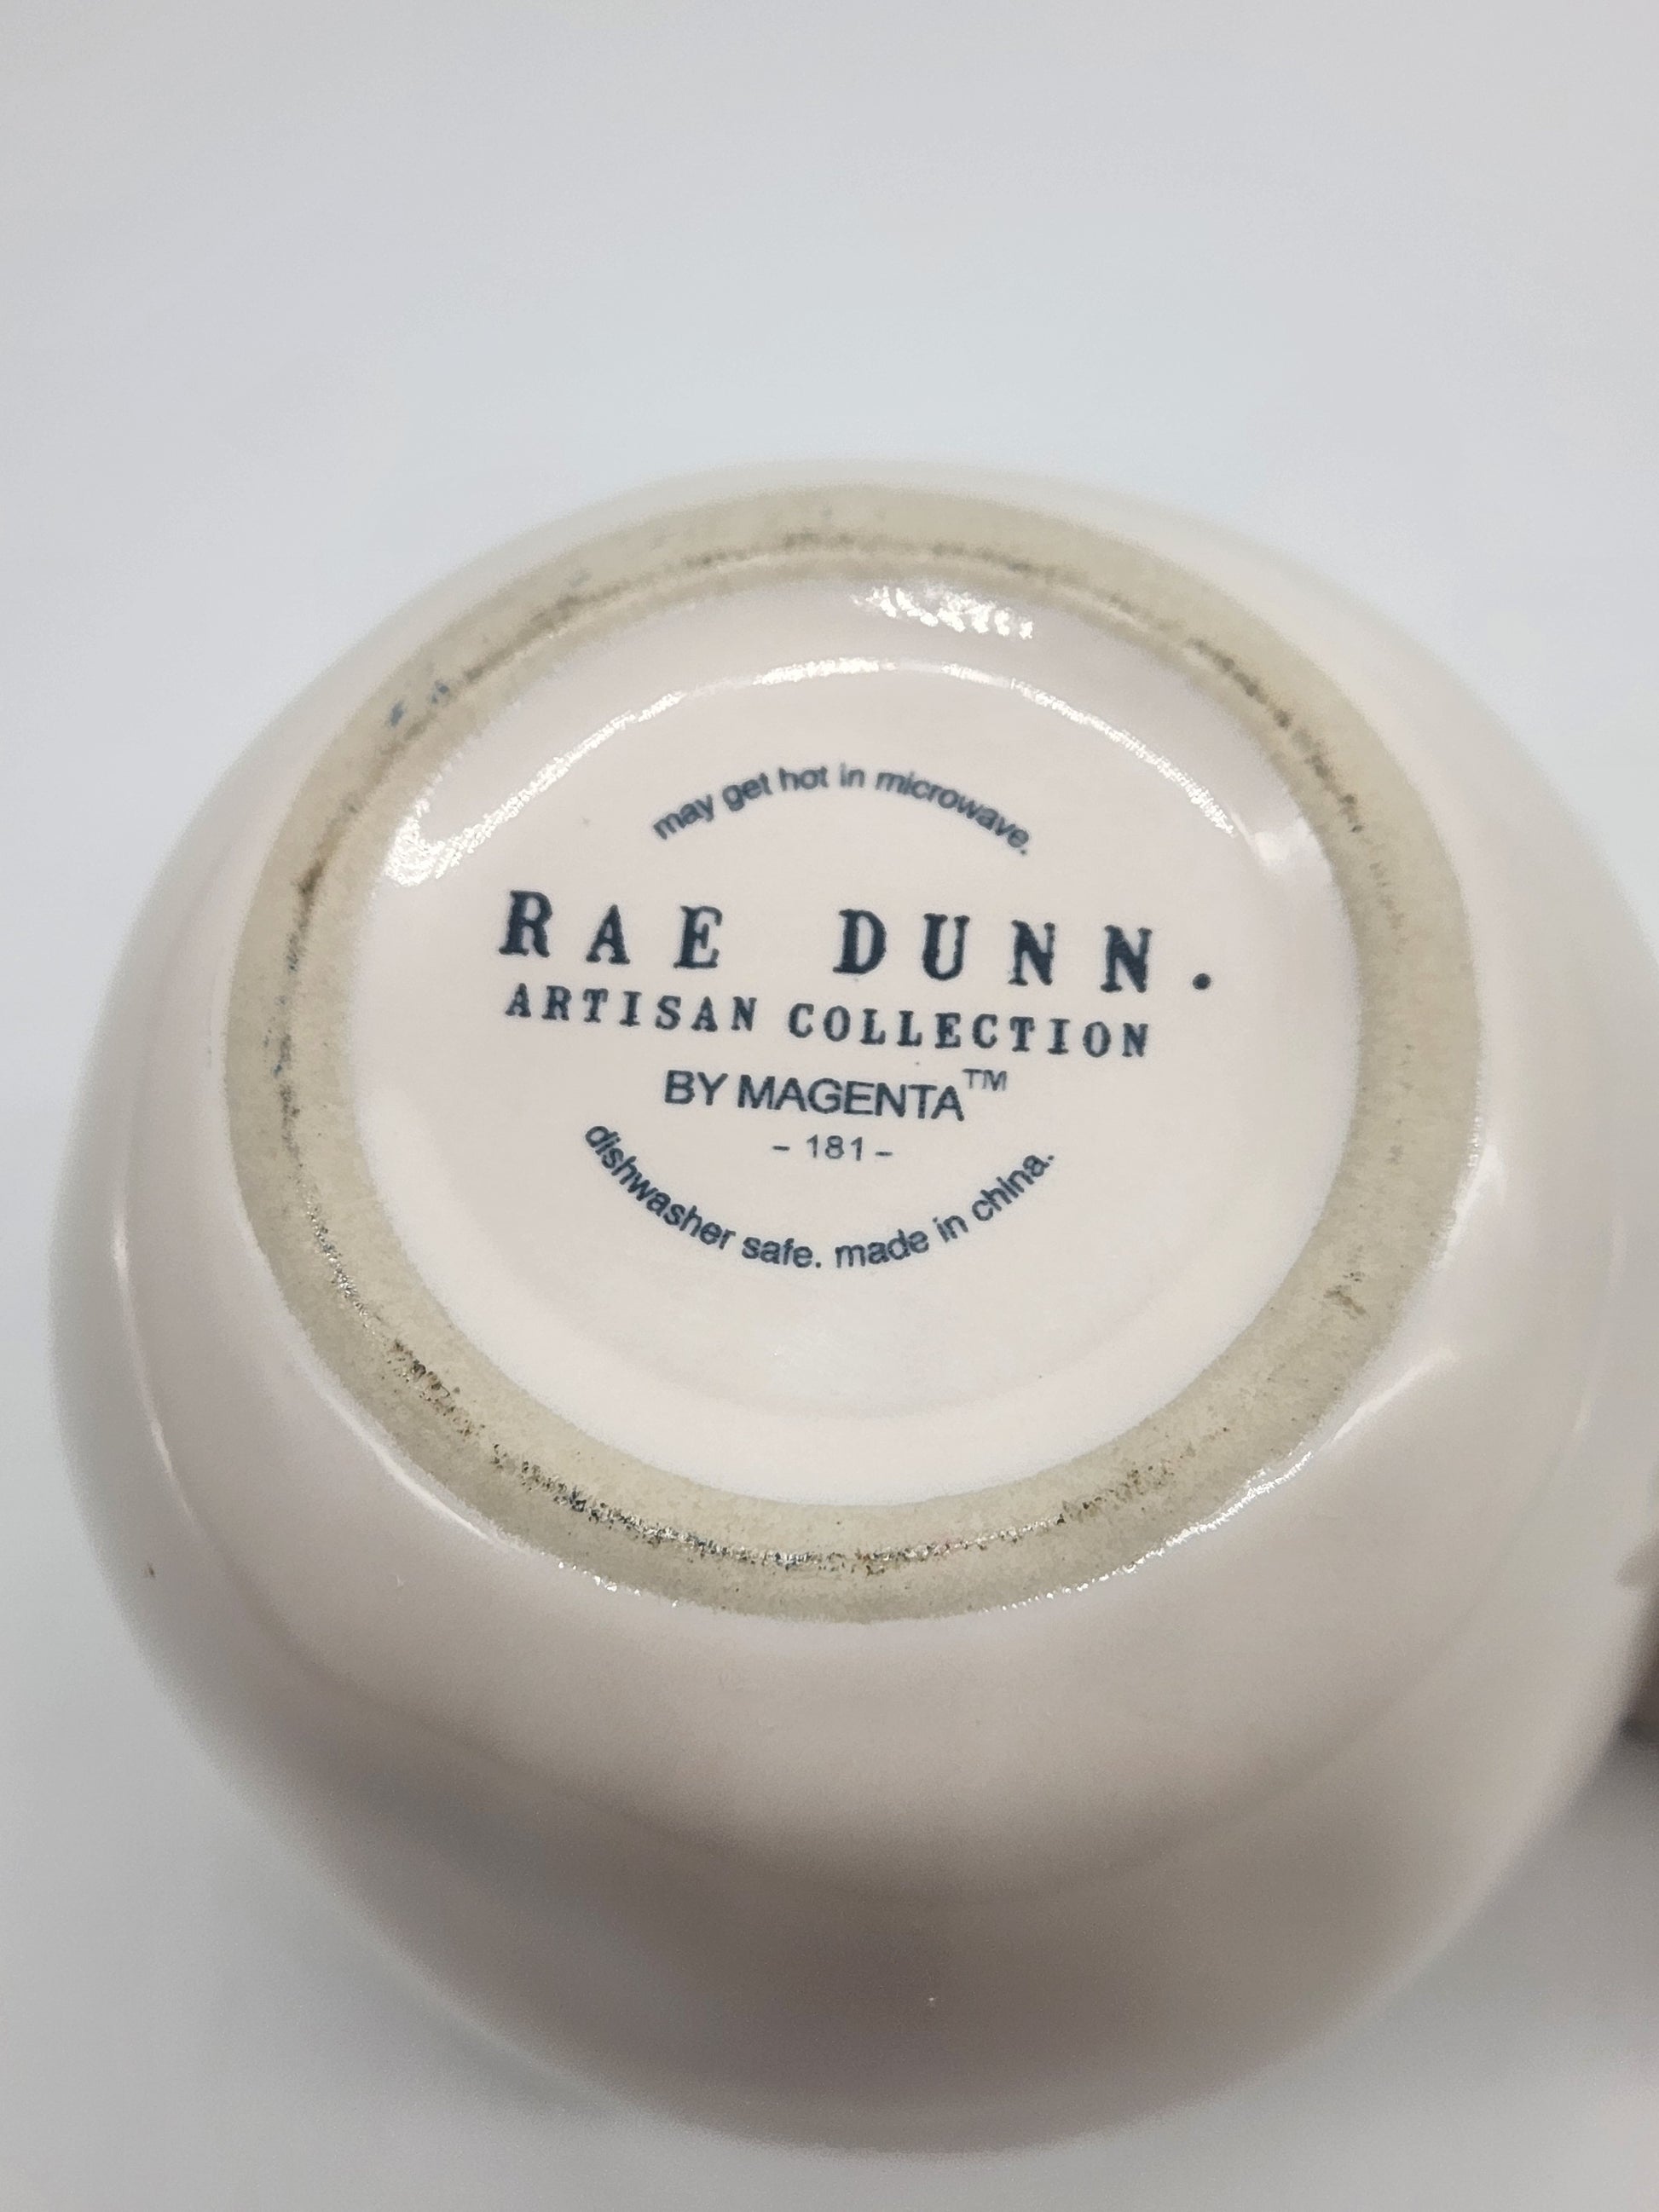 may get hot in microwave.
RAE DUNN.
ARTISAN COLLECTION
BY MAGENTA™
- 181 -
dishwasher safe. made in china.